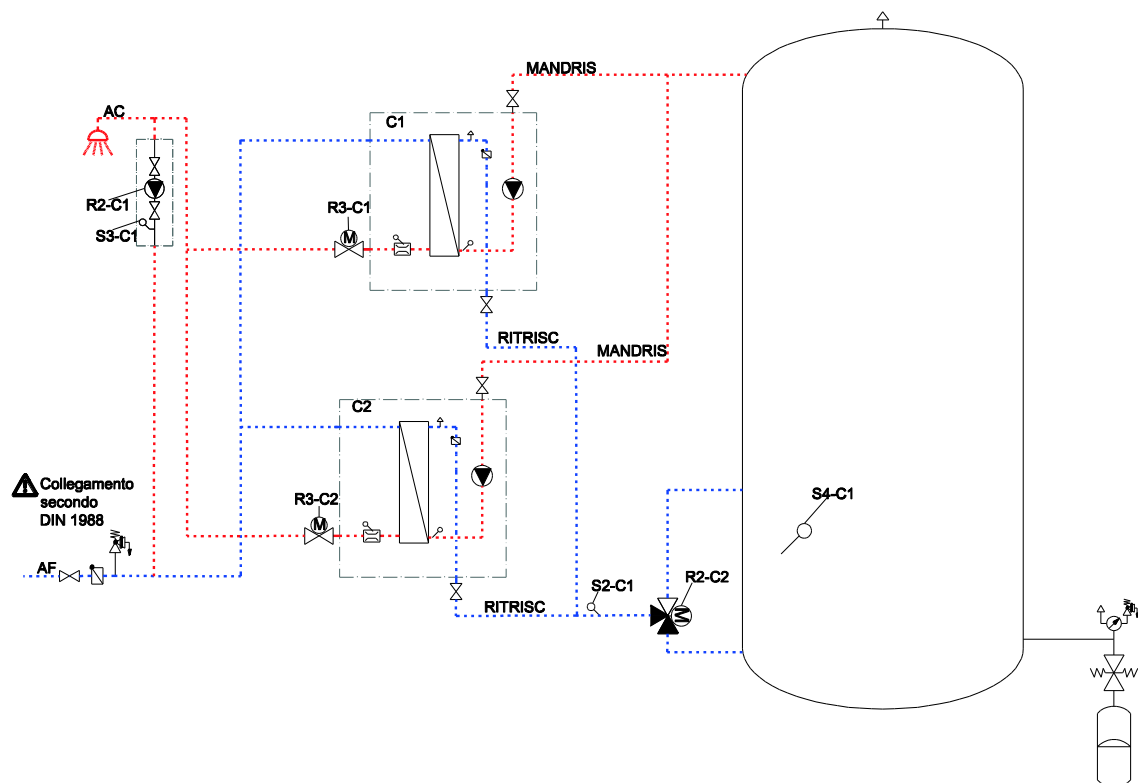 MANDRIS
AC
C1
R2-C1
R3-C1
S3-C1
RITRISC
MANDRIS
C2
Collegamento
secondo
DIN 1988
R3-C2
S4-C1
M
M
AF
S2-C1
R2-C2
RITRISC
M